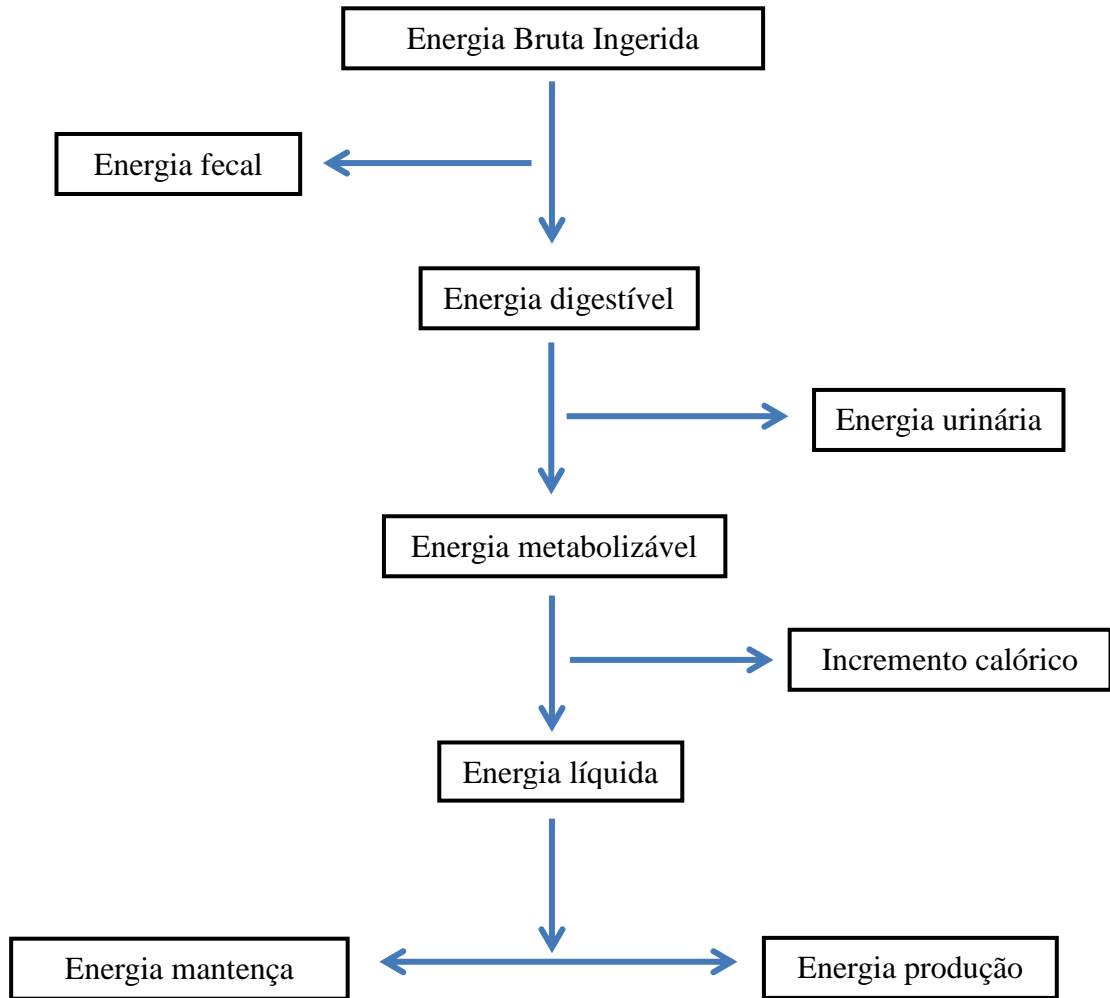 Energia Bruta Ingerida
Energia fecal
Energia digestível
Energia urinária
Energia metabolizável
Incremento calórico
Energia líquida
Energia mantença
Energia produção